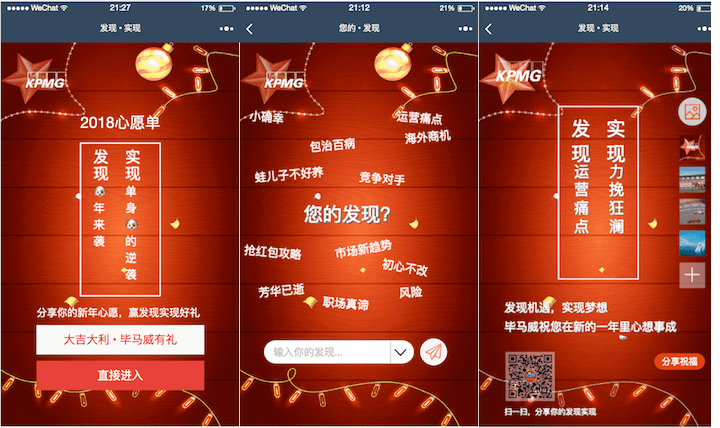 WeChat
21:27
17%
发现·实现
KPMG
2018心愿单
实现单身🐶的逆袭
发现🐶年来袭
分享你的新年心愿，赢发现实现好礼
大吉大利·毕马威有礼
直接进入
WeChat
21:12
21%
您的·发现
KPMG
小确幸
运营痛点
海外商机
包治百病
蛙儿子不好养
竞争对手
您的发现?
抢红包攻略
市场新趋势
初心不改
芳华已逝
职场真谛
风险
输入你的发现...
WeChat
21:14
20%
发现·实现
KPMG
实现力挽狂澜
发现运营痛点
发现机遇，实现梦想
毕马威祝您在新的一年里心想事成
分享祝福
扫一扫，分享你的发现实现